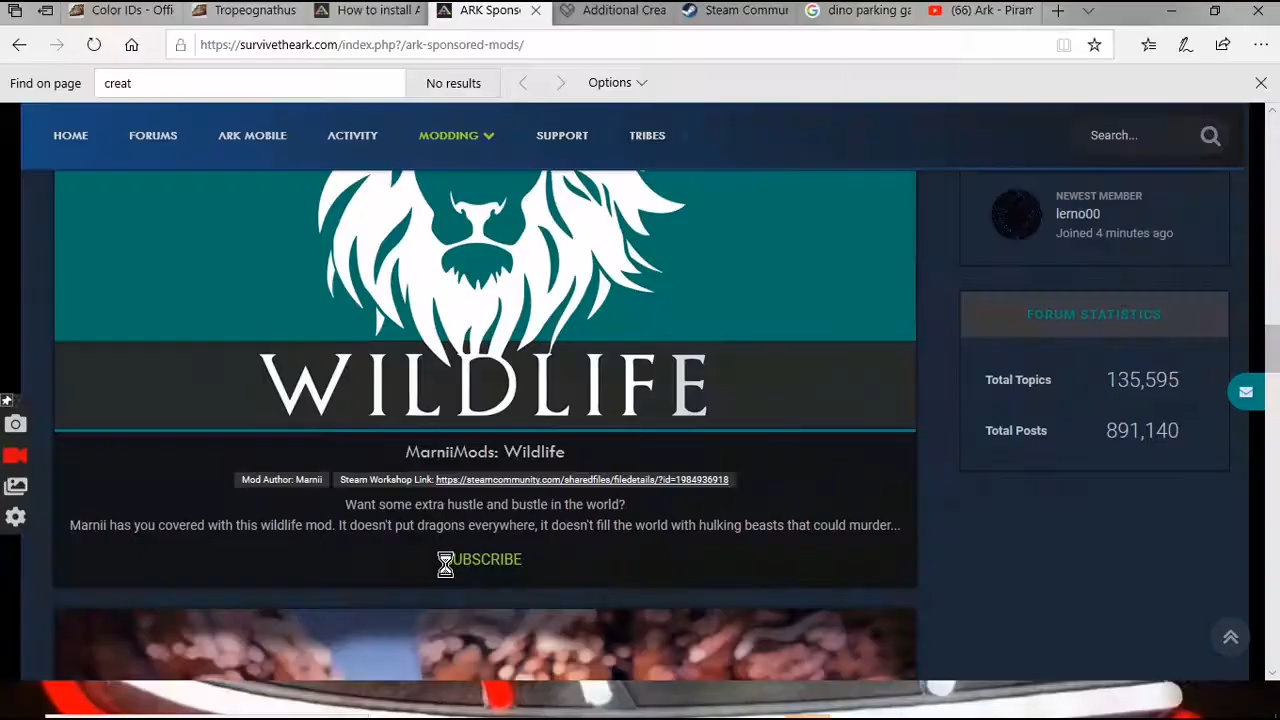 Color IDs - Offi
Tropeognathus
How to install A
ARK Spons
Additional Crea
Steam Commun
dino parking ga
(66) Ark - Piram
https://survivetheark.com/index.php?/ark-sponsored-mods/
Find on page
creat
No results
Options
HOME
FORUMS
ARK MOBILE
ACTIVITY
MODDING
SUPPORT
TRIBES
Search...
NEWEST MEMBER
lerno00
Joined 4 minutes ago
FORUM STATISTICS
Total Topics 135,595
Total Posts 891,140
WILDLIFE
MarniiMods: Wildlife
Mod Author: Marnii
Steam Workshop Link: https://steamcommunity.com/sharedfiles/filedetails/?id=1984936918
Want some extra hustle and bustle in the world?
Marnii has you covered with this wildlife mod. It doesn't put dragons everywhere, it doesn't fill the world with hulking beasts that could murder...
SUBSCRIBE